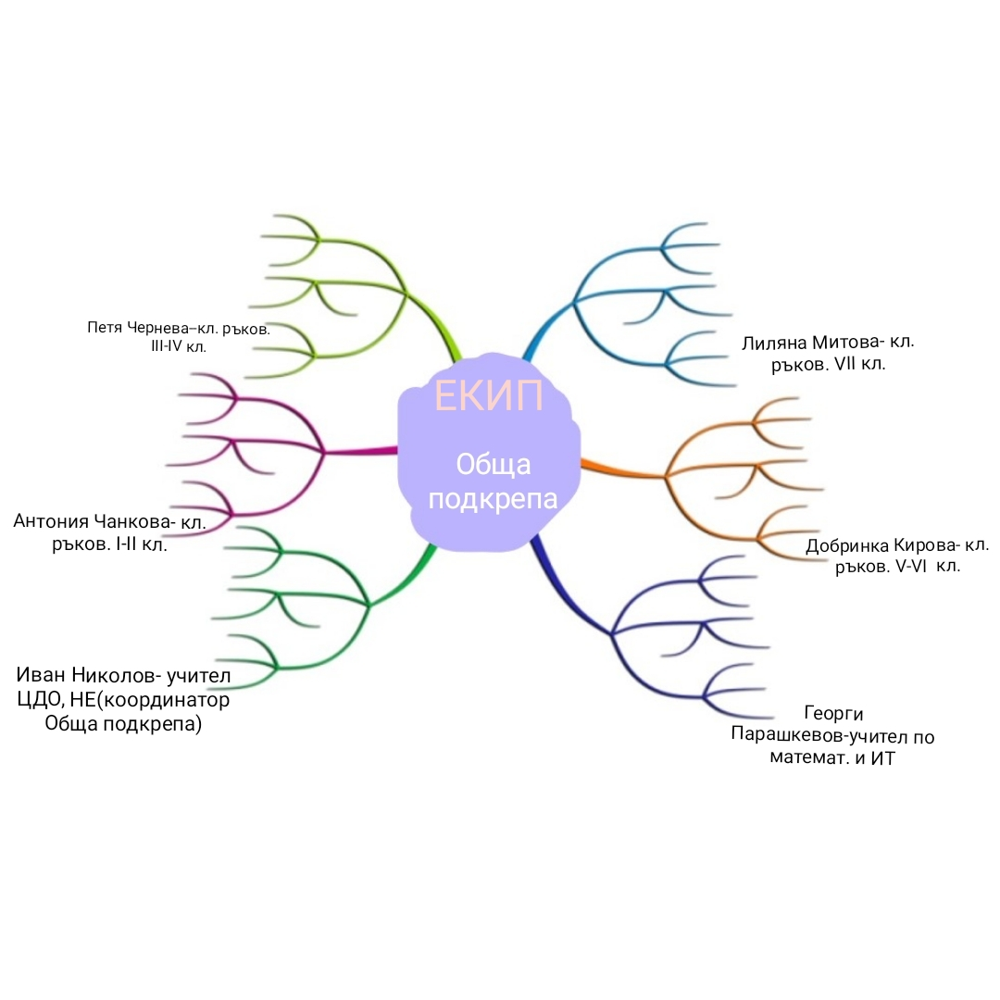 ЕКИП
Обща
подкрепа
Петя Чернева–кл. ръков.
III-IV кл.
Лиляна Митова- кл.
ръков. VII кл.
Антония Чанкова- кл.
ръков. I-II кл.
Добринка Кирова- кл.
ръков. V-VI кл.
Иван Николов- учител
ЦДО, НЕ(координатор
Обща подкрепа)
Георги
Парашкевов-учител по
математ. и ИТ